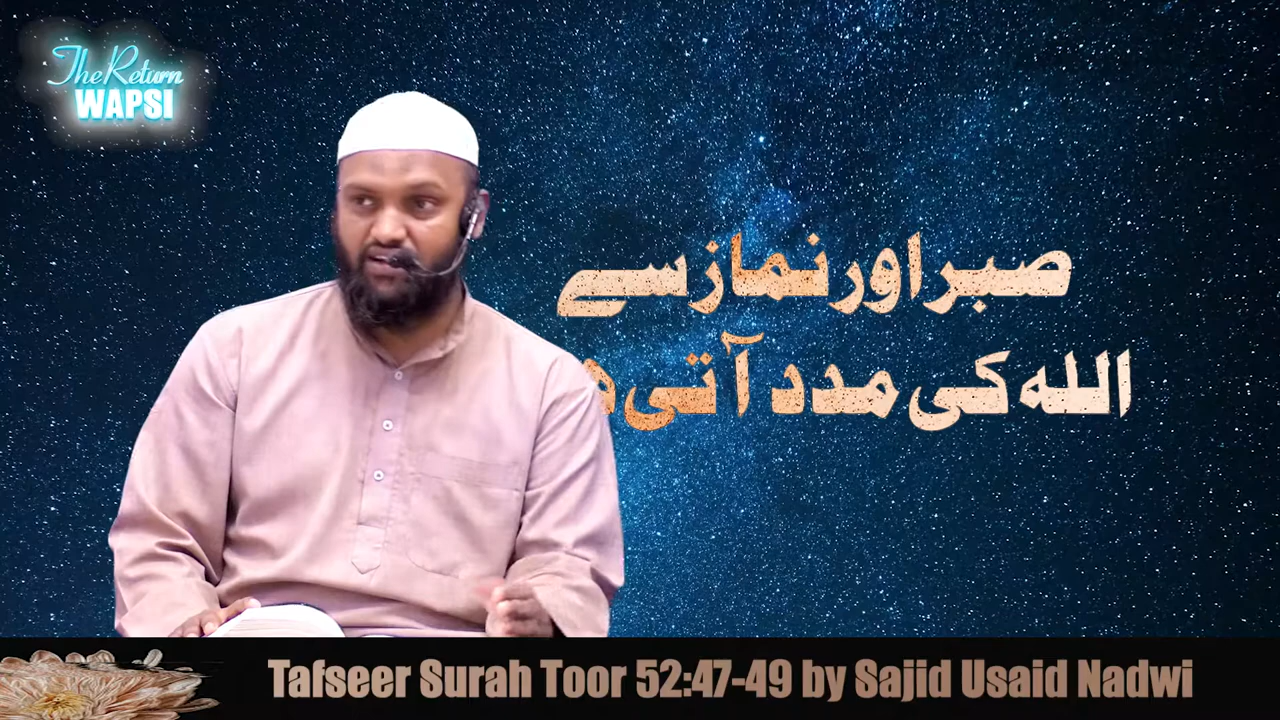 The Return
WAPSI
صبر اور نماز سے
الله کی مدد آتی
Tafseer Surah Toor 52:47-49 by Sajid Usaid Nadwi